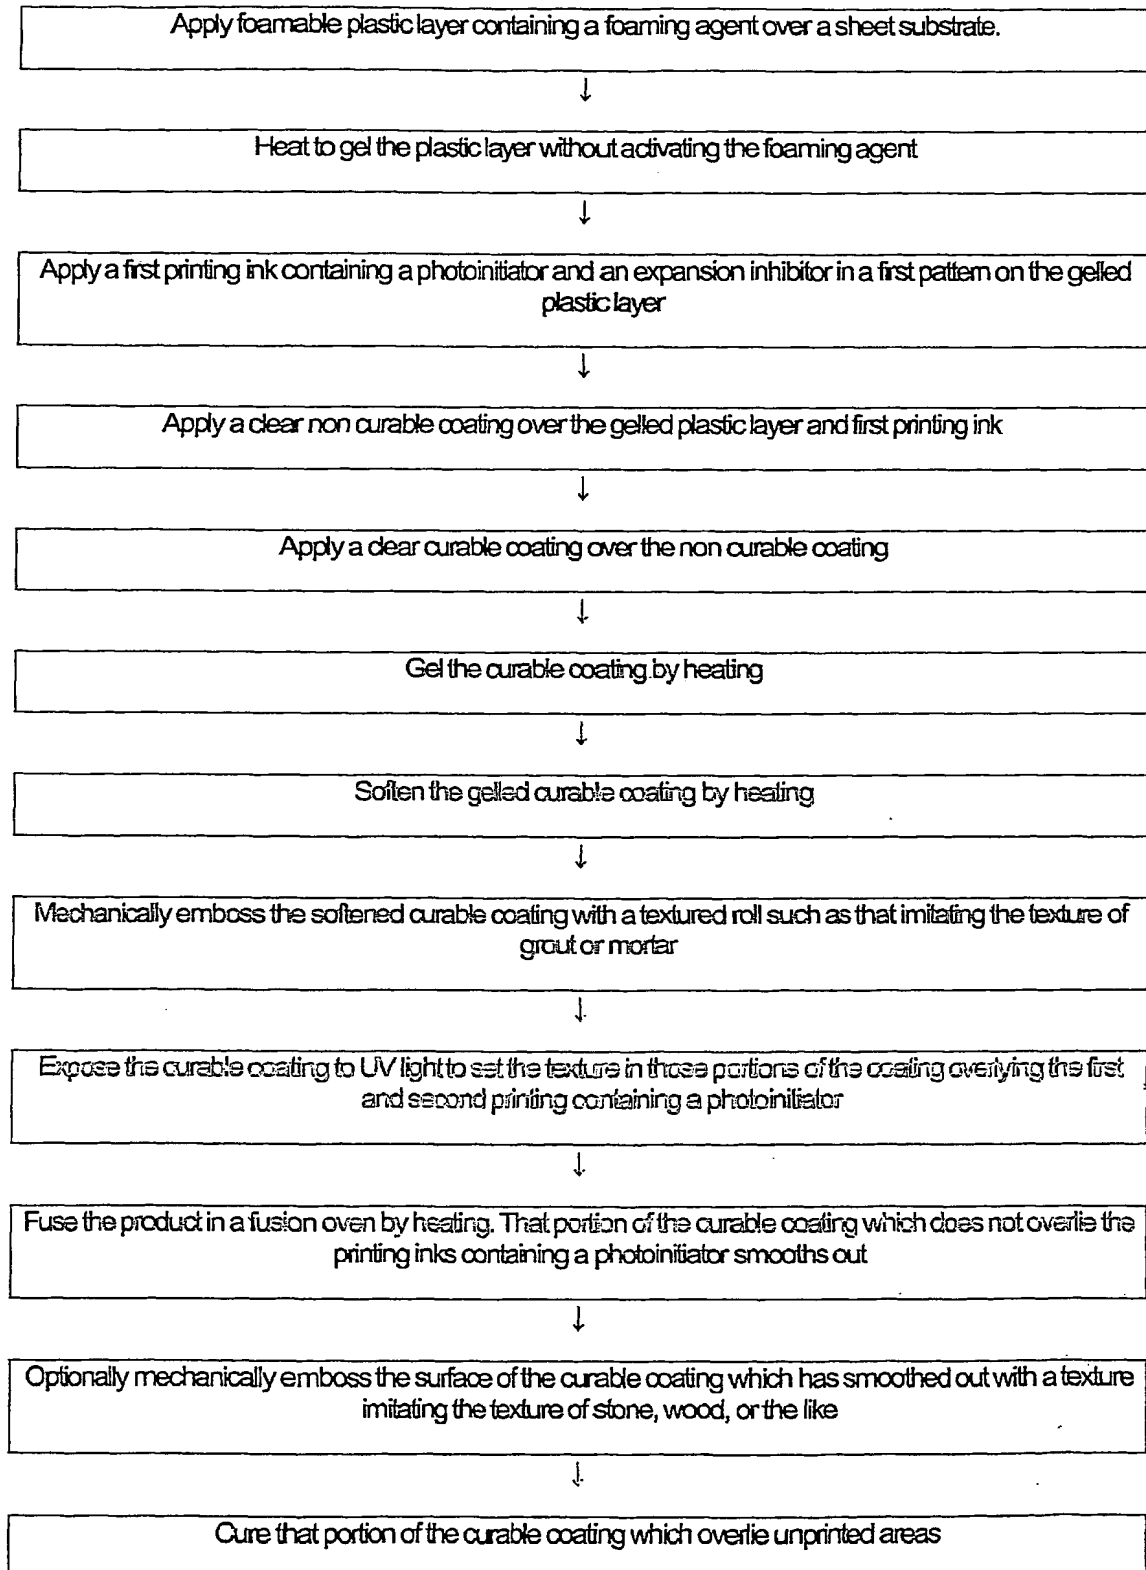 Apply foamable plastic layer containing a foaming agent over a sheet substrate.
↓
Heat to gel the plastic layer without activating the foaming agent
↓
Apply a first printing ink containing a photoinitiator and an expansion inhibitor in a first pattern on the gelled
plastic layer
↓
Apply a clear non curable coating over the gelled plastic layer and first printing ink
↓
Apply a clear curable coating over the non curable coating
↓
Gel the curable coating by heating
↓
Soften the gelled curable coating by heating
↓
Mechanically emboss the softened curable coating with a textured roll such as that imitating the texture of
grout or mortar
↓
Expose the curable coating to UV light to set the texture in those portions of the coating overlying the first
and second printing containing a photoinitiator
↓
Fuse the product in a fusion oven by heating. That portion of the curable coating which does not overlie the
printing inks containing a photoinitiator smooths out
↓
Optionally mechanically emboss the surface of the curable coating which has smoothed out with a texture
imitating the texture of stone, wood, or the like
↓
Cure that portion of the curable coating which overlie unprinted areas